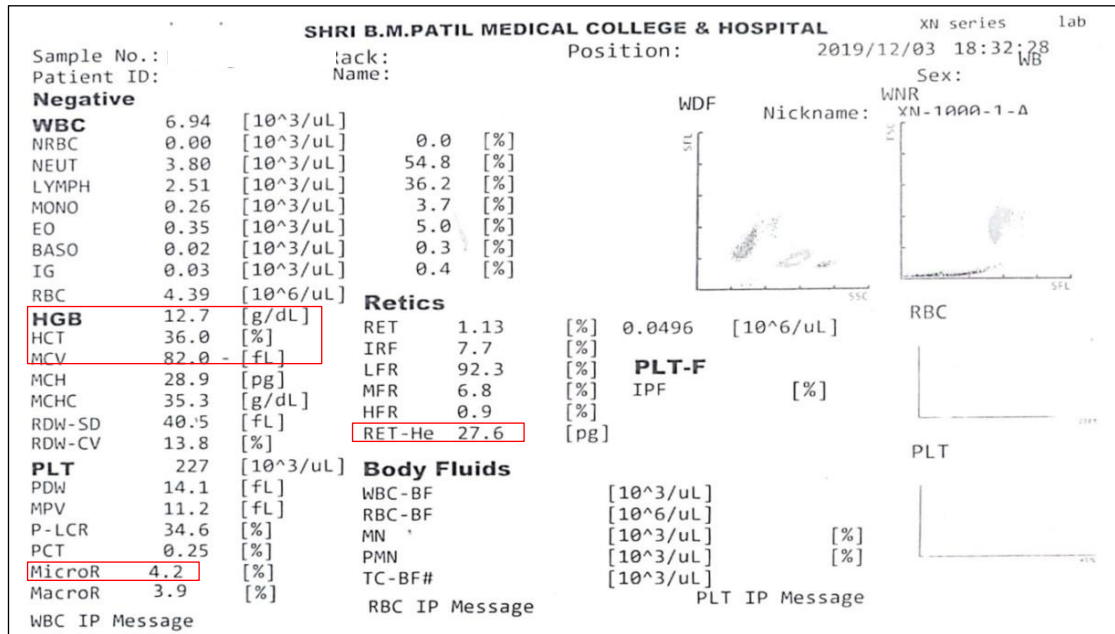 SHRI B.M.PATIL MEDICAL COLLEGE & HOSPITAL XN series lab
Sample No.: ack: Position: 2019/12/03 18:32:28
Patient ID: Name: WB
Sex:
Negative WDF WNR
Nickname: XN-1000-1-A
WBC 6.94 [10^3/uL]
NRBC 0.00 [10^3/uL] 0.0 [%]
NEUT 3.80 [10^3/uL] 54.8 [%]
LYMPH 2.51 [10^3/uL] 36.2 [%]
MONO 0.26 [10^3/uL] 3.7 [%]
EO 0.35 [10^3/uL] 5.0 [%]
BASO 0.02 [10^3/uL] 0.3 [%]
IG 0.03 [10^3/uL] 0.4 [%]
SFL SSC SFL
RBC 4.39 [10^6/uL] Retics RBC
HGB 12.7 [g/dL] RET 1.13 [%] 0.0496 [10^6/uL]
HCT 36.0 [%] IRF 7.7 [%]
MCV 82.0 - [fL] LFR 92.3 [%] PLT-F
MCH 28.9 [pg] MFR 6.8 [%] IPF [%]
MCHC 35.3 [g/dL] HFR 0.9 [%]
RDW-SD 40.5 [fL] RET-He 27.6 [pg]
RDW-CV 13.8 [%] PLT
PLT 227 [10^3/uL] Body Fluids
PDW 14.1 [fL] WBC-BF [10^3/uL]
MPV 11.2 [fL] RBC-BF [10^6/uL]
P-LCR 34.6 [%] MN [10^3/uL] [%]
PCT 0.25 [%] PMN [10^3/uL] [%]
MicroR 4.2 [%] TC-BF# [10^3/uL]
MacroR 3.9 [%]
WBC IP Message RBC IP Message PLT IP Message